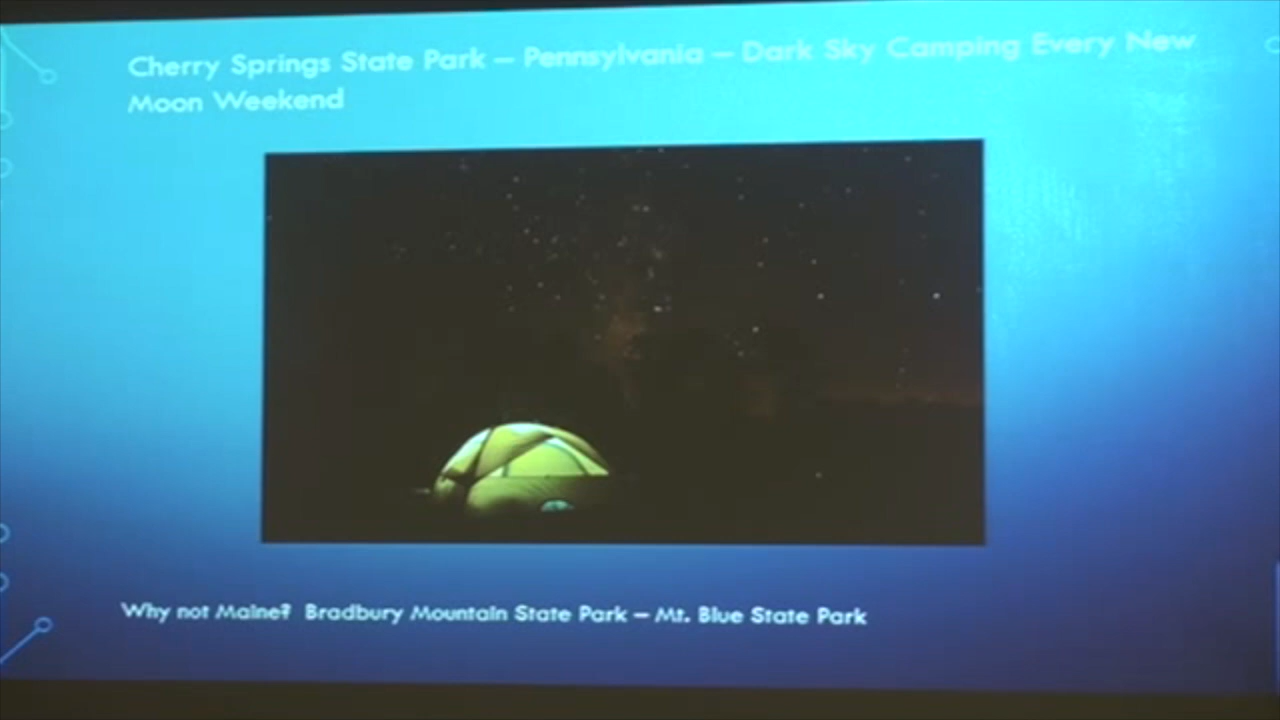 Cherry Springs State Park – Pennsylvania – Dark Sky Camping Every New
Moon Weekend
Why not Maine? Bradbury Mountain State Park – Mt. Blue State Park